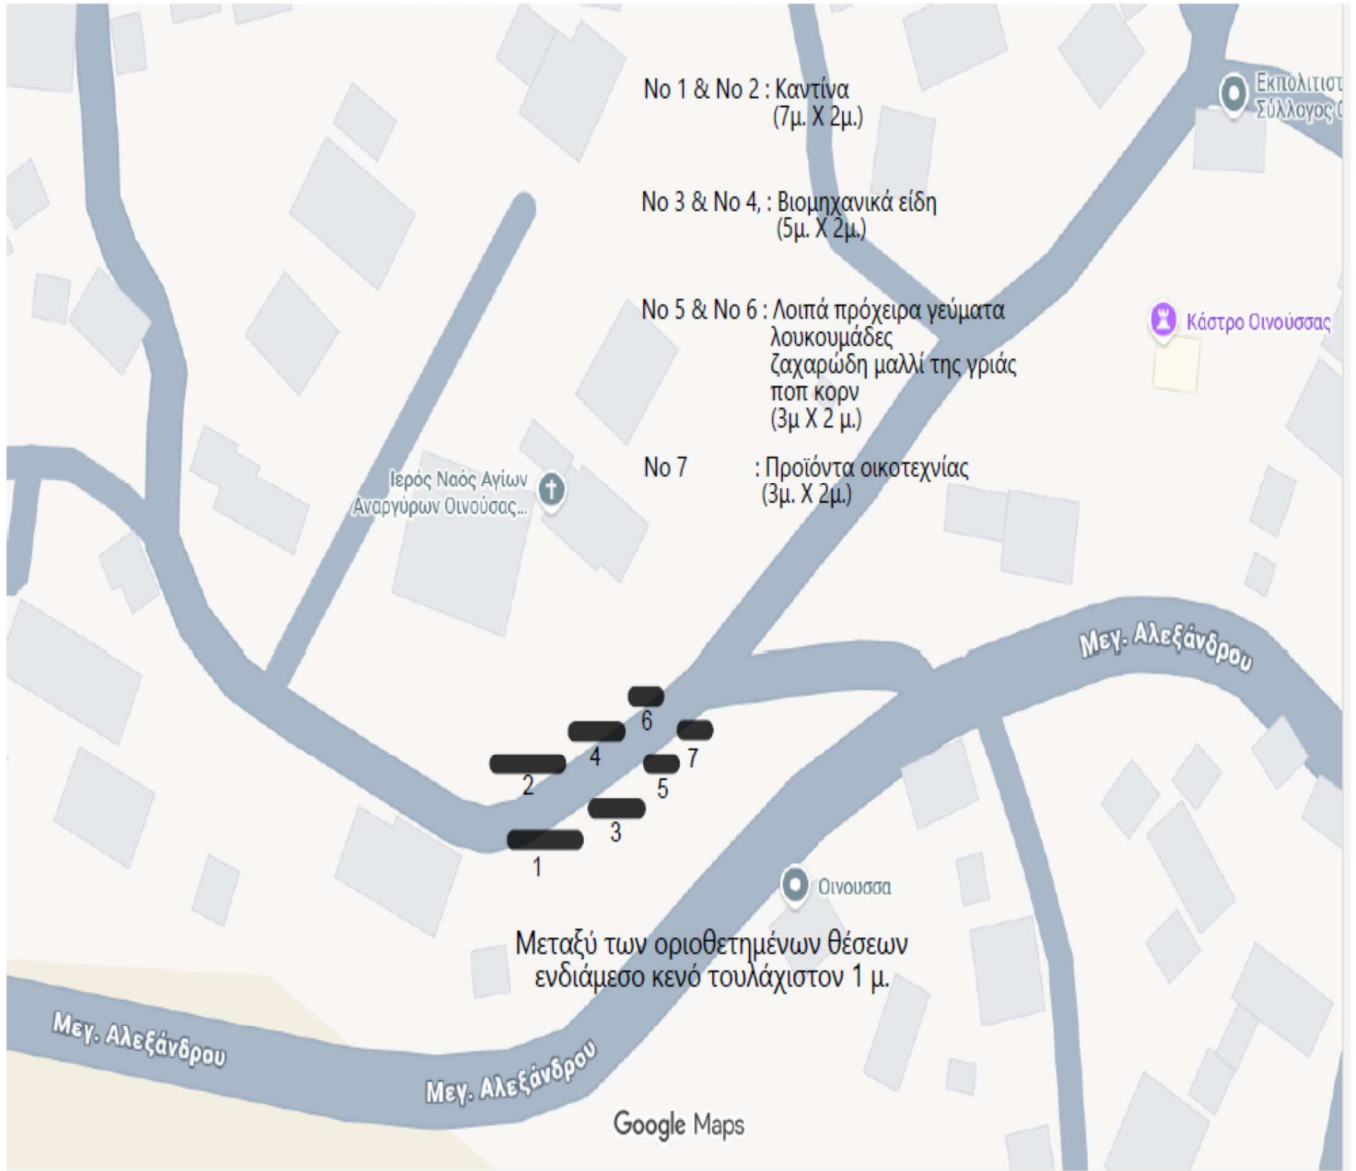 No 1 & No 2 : Καντίνα
(7μ. Χ 2μ.)
Εκπολιτιστ
Σύλλογος Ο
No 3 & No 4, : Βιομηχανικά είδη
(5μ. Χ 2μ.)
No 5 & No 6 : Λοιπά πρόχειρα γεύματα
λουκουμάδες
ζαχαρώδη μαλλί της γριάς
ποπ κορν
(3μ Χ 2 μ.)
Κάστρο Οινούσσας
No 7 : Προϊόντα οικοτεχνίας
(3μ. Χ 2μ.)
Ιερός Ναός Αγίων
Αναργύρων Οινούσας...
Μεγ. Αλεξάνδρου
6
4
7
2
5
3
1
Οινουσσα
Μεταξύ των οριοθετημένων θέσεων
ενδιάμεσο κενό τουλάχιστον 1 μ.
Μεγ. Αλεξάνδρου
Μεγ. Αλεξάνδρου
Google Maps